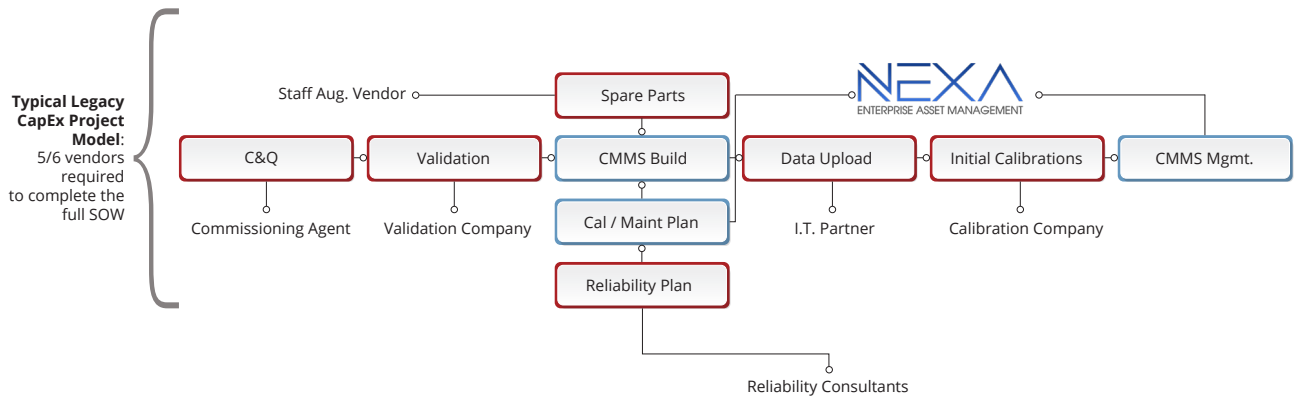 Typical Legacy
CapEx Project
Model:
5/6 vendors
required
to complete the
full SOW
Staff Aug. Vendor
Spare Parts
NEXA
ENTERPRISE ASSET MANAGEMENT
C&Q
Validation
CMMS Build
Data Upload
Initial Calibrations
CMMS Mgmt.
Commissioning Agent
Validation Company
Cal / Maint Plan
I.T. Partner
Calibration Company
Reliability Plan
Reliability Consultants